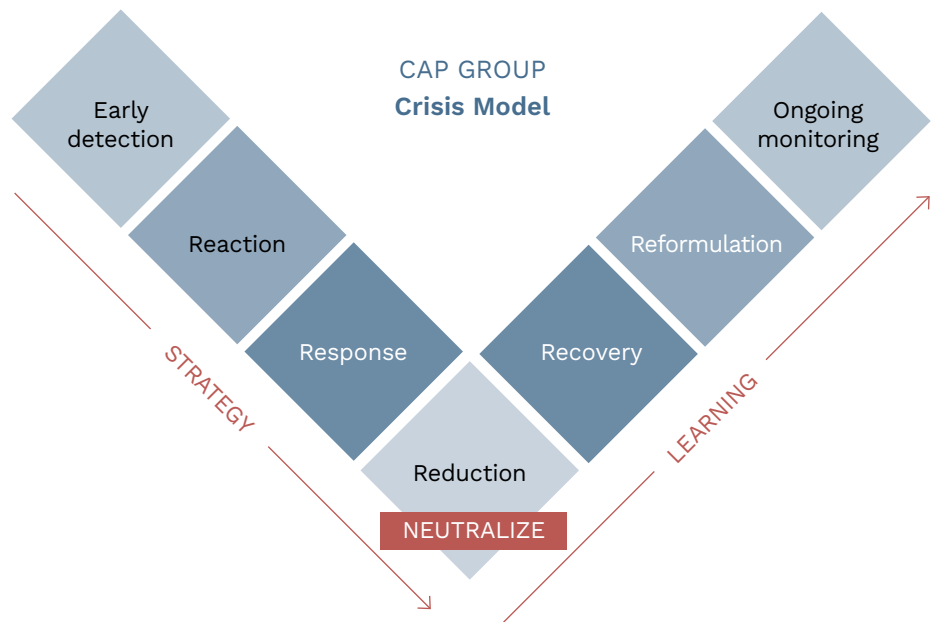 CAP GROUP
Crisis Model
Early
detection
Reaction
Response
Reduction
NEUTRALIZE
Recovery
Reformulation
Ongoing
monitoring
STRATEGY
LEARNING